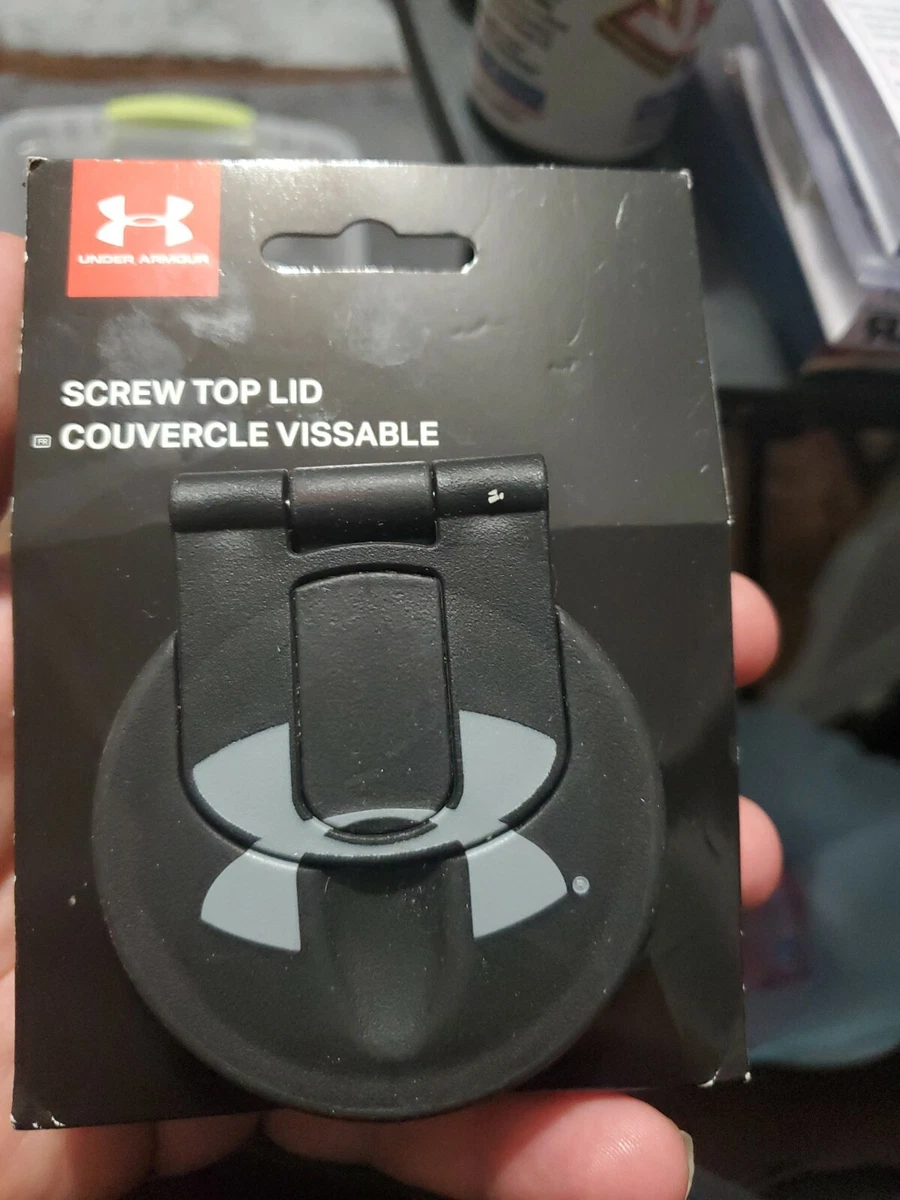 UNDER ARMOUR
SCREW TOP LID
FR COUVERCLE VISSABLE
®